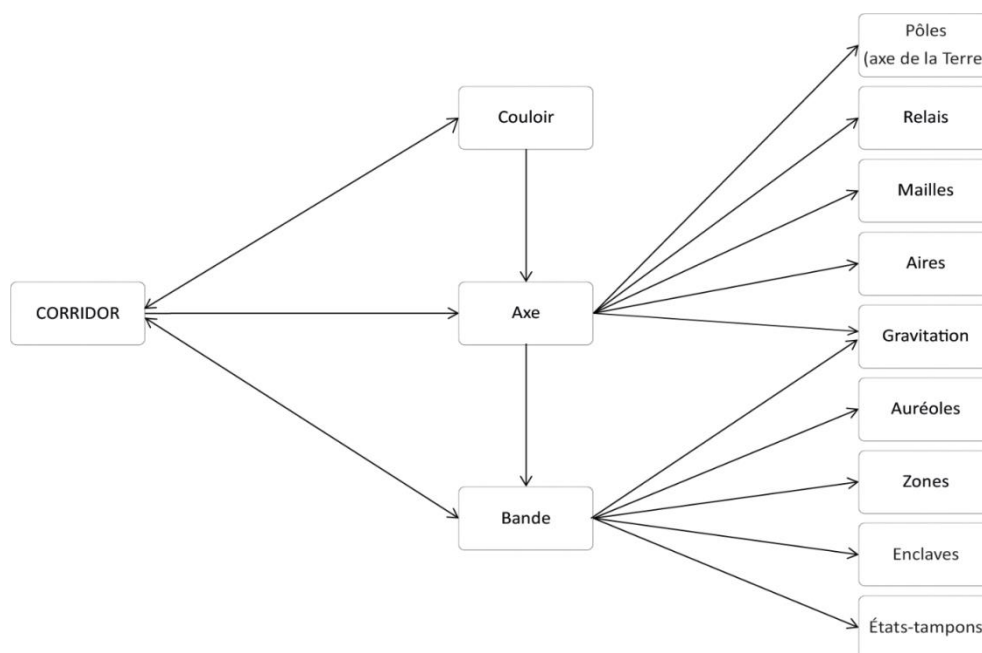 Pôles
(axe de la Terre
Couloir
Relais
Mailles
Aires
CORRIDOR
Axe
Gravitation
Auréoles
Zones
Bande
Enclaves
États-tampons